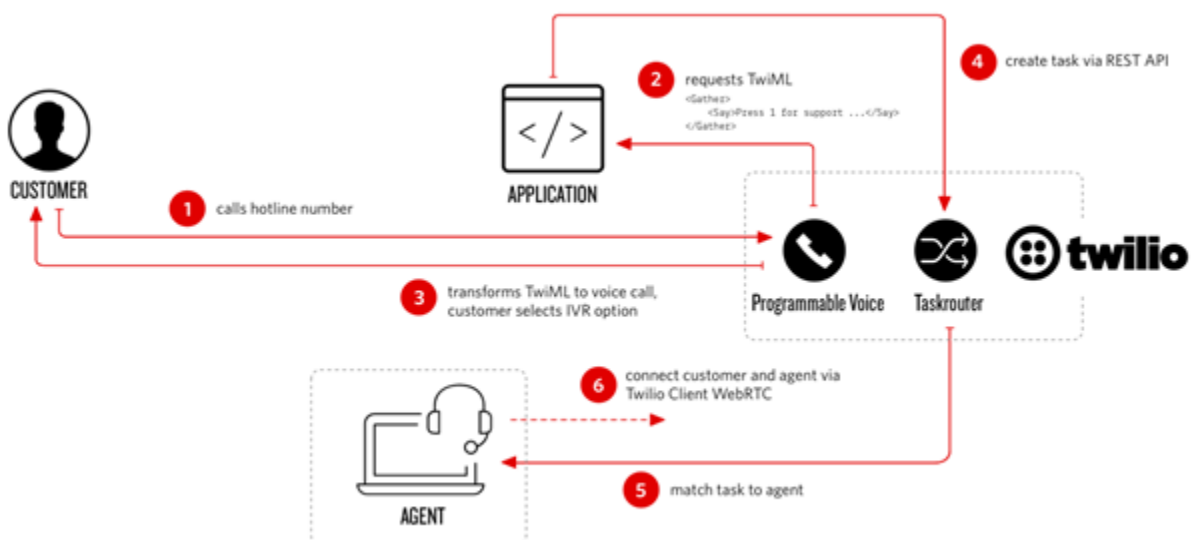 4 create task via REST API
2 requests TwiML
<Gather>
<Say>Press 1 for support ...</Say>
</Gather>
CUSTOMER
APPLICATION
1 calls hotline number
twilio
3 transforms TwiML to voice call,
customer selects IVR option
Programmable Voice
Taskrouter
6 connect customer and agent via
Twilio Client WebRTC
5 match task to agent
AGENT